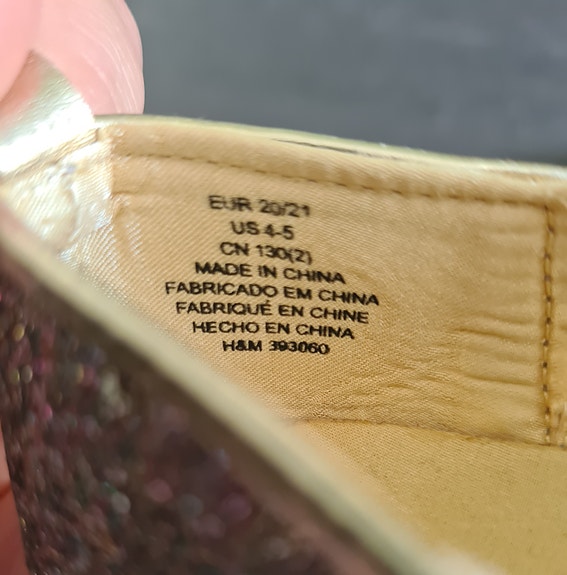 EUR 20/21
US 4-5
CN 130(2)
MADE IN CHINA
FABRICADO EM CHINA
FABRIQUÉ EN CHINE
HECHO EN CHINA
H&M 393060